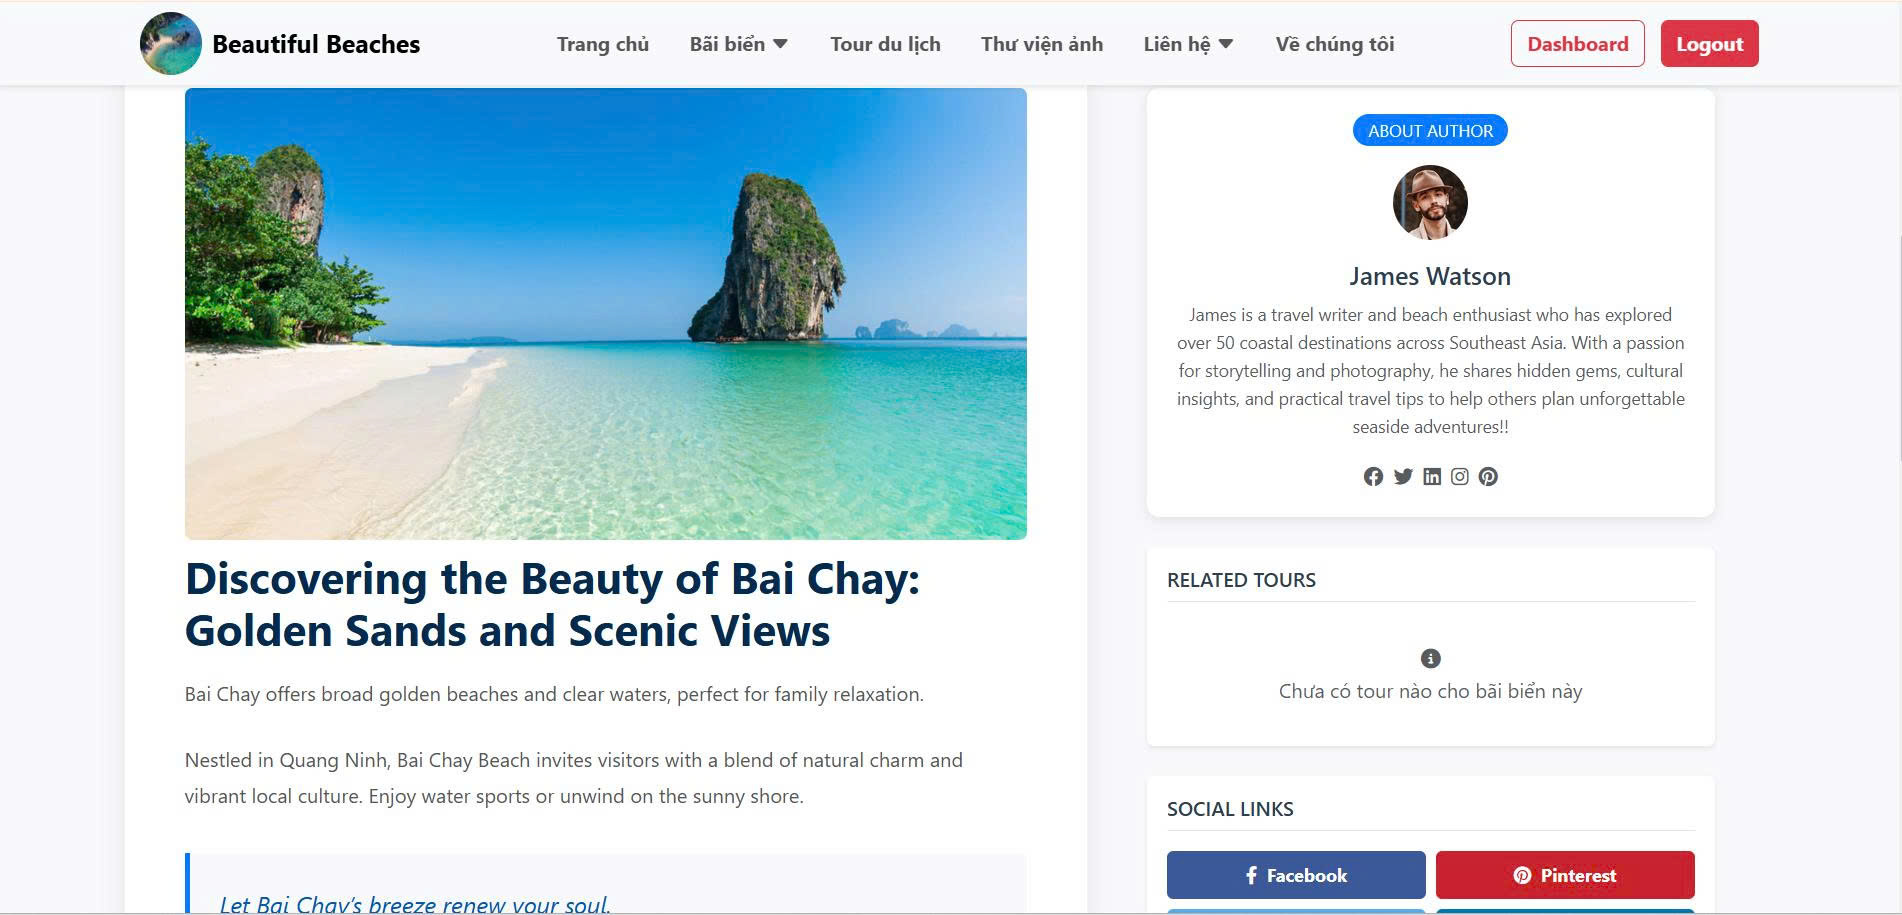 Beautiful Beaches
Trang chủ
Bãi biển
Tour du lịch
Thư viện ảnh
Liên hệ
Về chúng tôi
Dashboard
Logout
Discovering the Beauty of Bai Chay:
Golden Sands and Scenic Views
Bai Chay offers broad golden beaches and clear waters, perfect for family relaxation.
Nestled in Quang Ninh, Bai Chay Beach invites visitors with a blend of natural charm and
vibrant local culture. Enjoy water sports or unwind on the sunny shore.
Let Bai Chay’s breeze renew your soul.
ABOUT AUTHOR
James Watson
James is a travel writer and beach enthusiast who has explored
over 50 coastal destinations across Southeast Asia. With a passion
for storytelling and photography, he shares hidden gems, cultural
insights, and practical travel tips to help others plan unforgettable
seaside adventures!!
RELATED TOURS
Chưa có tour nào cho bãi biển này
SOCIAL LINKS
Facebook
Pinterest